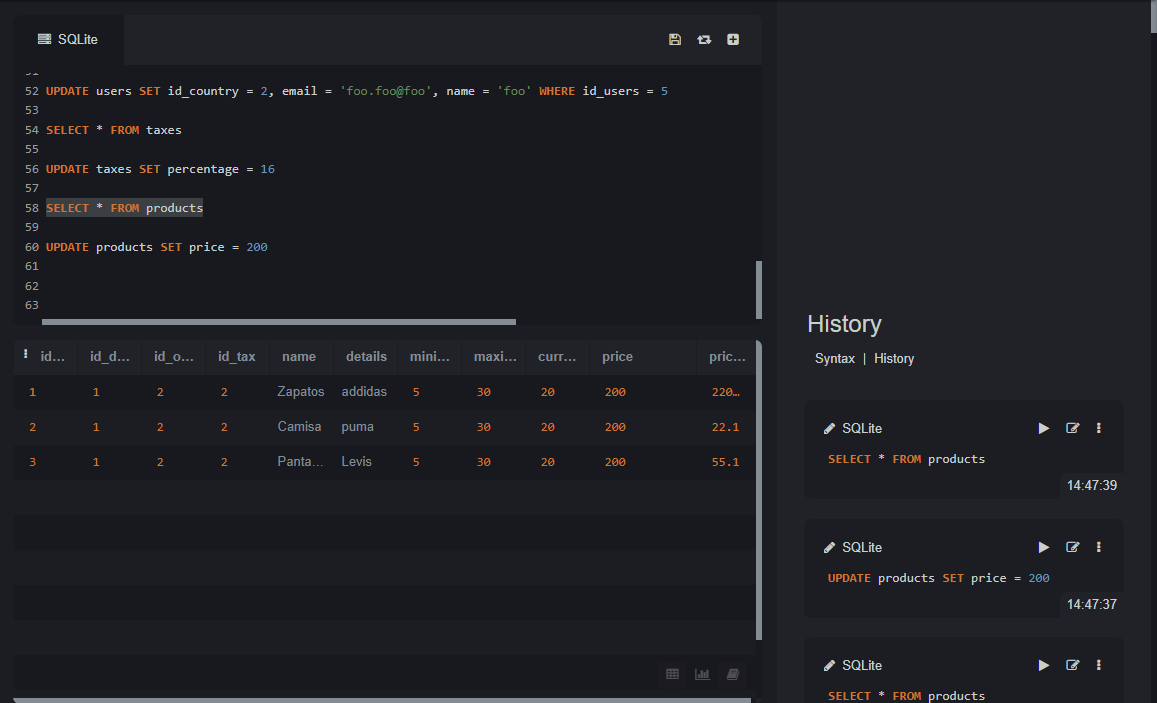 SQLite
52 UPDATE users SET id_country = 2, email = 'foo.foo@foo', name = 'foo' WHERE id_users = 5
53
54 SELECT * FROM taxes
55
56 UPDATE taxes SET percentage = 16
57
58 SELECT * FROM products
59
60 UPDATE products SET price = 200
61
62
63
id... id_d... id_o... id_tax name details mini... maxi... curr... price pric...
1 1 2 2 Zapatos addidas 5 30 20 200 220...
2 1 2 2 Camisa puma 5 30 20 200 22.1
3 1 2 2 Panta... Levis 5 30 20 200 55.1
History
Syntax | History
SQLite
SELECT * FROM products
14:47:39
SQLite
UPDATE products SET price = 200
14:47:37
SQLite
SELECT * FROM products